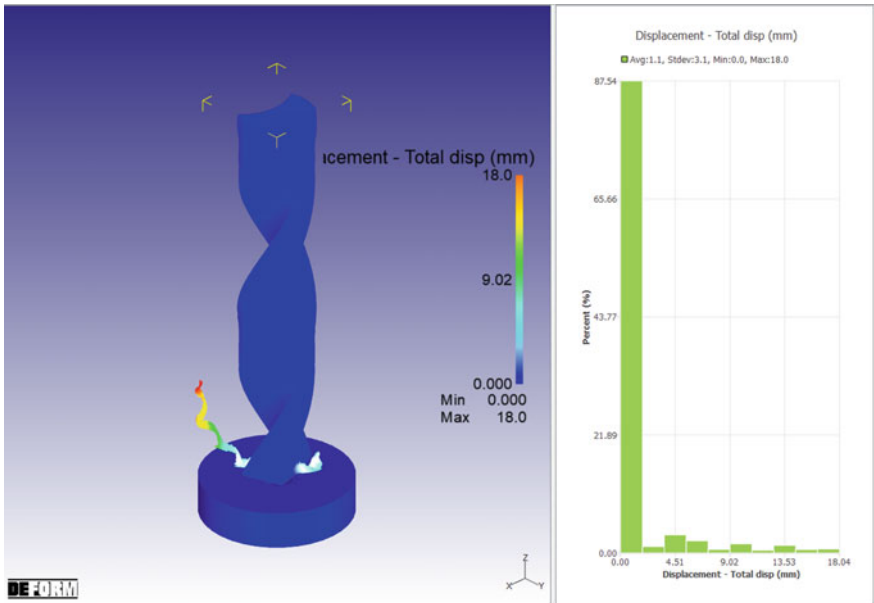 ıcement - Total disp (mm)
18.0
9.02
0.000
Min 0.000
Max 18.0
Z
X
Y
DEFORM
Displacement - Total disp (mm)
Avg:1.1, Stdev:3.1, Min:0.0, Max:18.0
87.54
65.66
43.77
21.89
0.00
Percent (%)
0.00 4.51 9.02 13.53 18.04
Displacement - Total disp (mm)